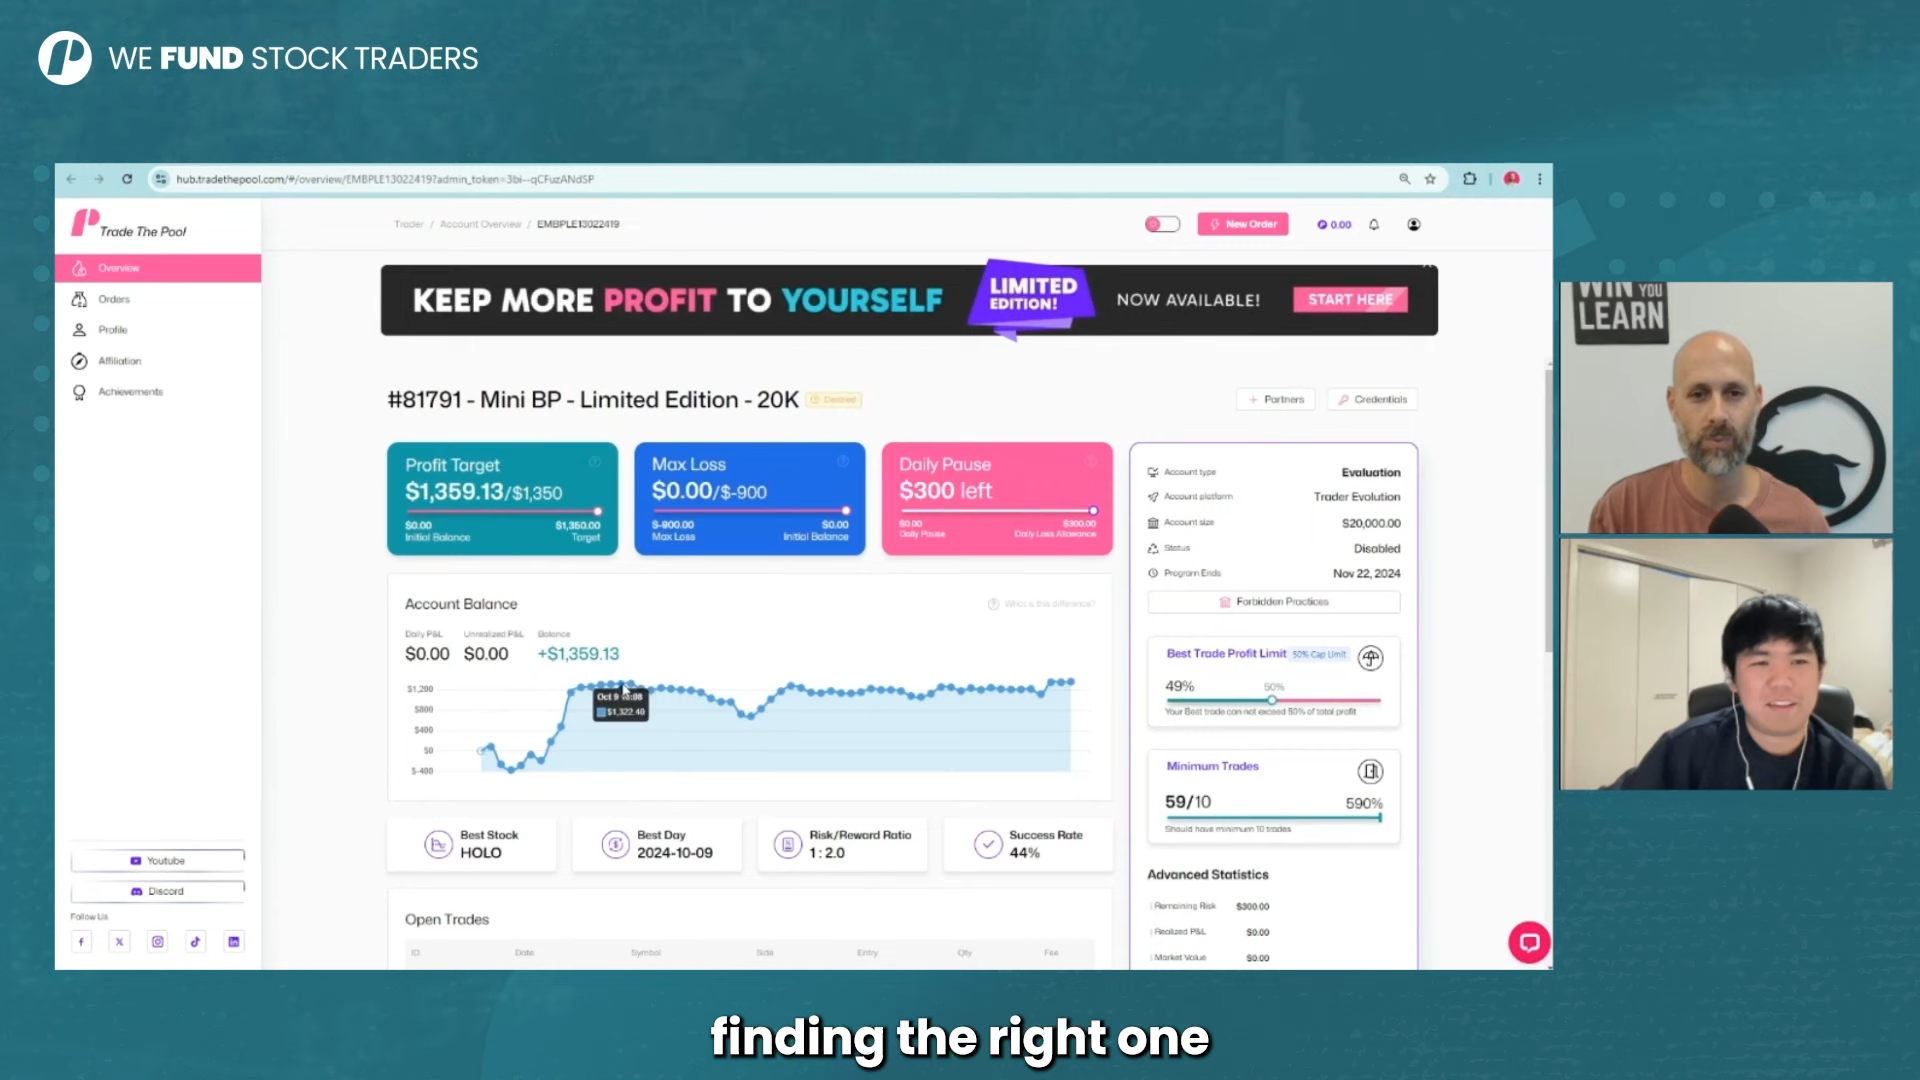 WE FUND STOCK TRADERS
hub.tradethepool.com/#/overview/EMBPLE13022419?admin_token=3bi--qCFuzANdSP
Trade The Pool
Trader / Account Overview / EMBPLE13022419
New Order
0.00
Overview
Orders
Profile
Affiliation
Achievements
KEEP MORE PROFIT TO YOURSELF
LIMITED
EDITION!
NOW AVAILABLE!
START HERE
WIN YOU
LEARN
#81791 - Mini BP - Limited Edition - 20K
Disabled
+ Partners
Credentials
Profit Target
$1,359.13/$1,350
$0.00
$1,350.00
Initial Balance
Target
Max Loss
$0.00/$-900
$-900.00
$0.00
Max Loss
Initial Balance
Daily Pause
$300 left
$0.00
$300.00
Daily Pause
Daily Loss Allowance
Account type
Evaluation
Account platform
Trader Evolution
Account size
$20,000.00
Status
Disabled
Program Ends
Nov 22, 2024
Forbidden Practices
Account Balance
What is this difference?
Daily P&L
Unrealized P&L
Balance
$0.00
$0.00
+$1,359.13
$1,200
$800
$400
$0
$-400
$1,322.40
Best Trade Profit Limit
50% Cap Limit
49%
50%
Your Best trade can not exceed 50% of total profit
Minimum Trades
59/10
590%
Should have minimum 10 trades
Best Stock
HOLO
Best Day
2024-10-09
Risk/Reward Ratio
1 : 2.0
Success Rate
44%
Advanced Statistics
Remaining Risk
$300.00
Realized P&L
$0.00
Market Value
$0.00
Open Trades
ID
Date
Symbol
Side
Entry
Qty
Fee
Youtube
Discord
Follow Us
finding the right one